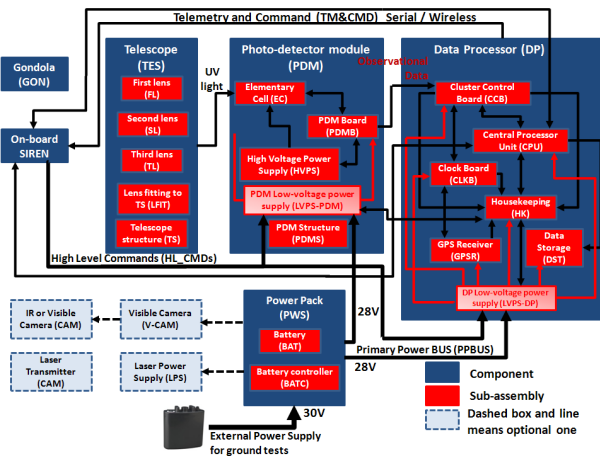 Telemetry and Command (TM&CMD) Serial / Wireless
Gondola
(GON)
On-board
SIREN
Telescope
(TES)
First lens
(FL)
Second lens
(SL)
Third lens
(TL)
Lens fitting to
TS (LFIT)
Telescope
structure (TS)
UV
light
Photo-detector module
(PDM)
Elementary
Cell (EC)
PDM Board
(PDMB)
High Voltage Power
Supply (HVPS)
PDM Low-voltage power
supply (LVPS-PDM)
PDM Structure
(PDMS)
Observational
Data
Data Processor (DP)
Cluster Control
Board (CCB)
Central Processor
Unit (CPU)
Clock Board
(CLKB)
Housekeeping
(HK)
GPS Receiver
(GPSR)
Data
Storage
(DST)
DP Low-voltage power
supply (LVPS-DP)
High Level Commands (HL_CMDs)
IR or Visible
Camera (CAM)
Visible Camera
(V-CAM)
Laser
Transmitter
(CAM)
Laser Power
Supply (LPS)
Power Pack
(PWS)
Battery
(BAT)
Battery controller
(BATC)
28V
Primary Power BUS (PPBUS)
28V
30V
External Power Supply
for ground tests
Component
Sub-assembly
Dashed box and line
means optional one